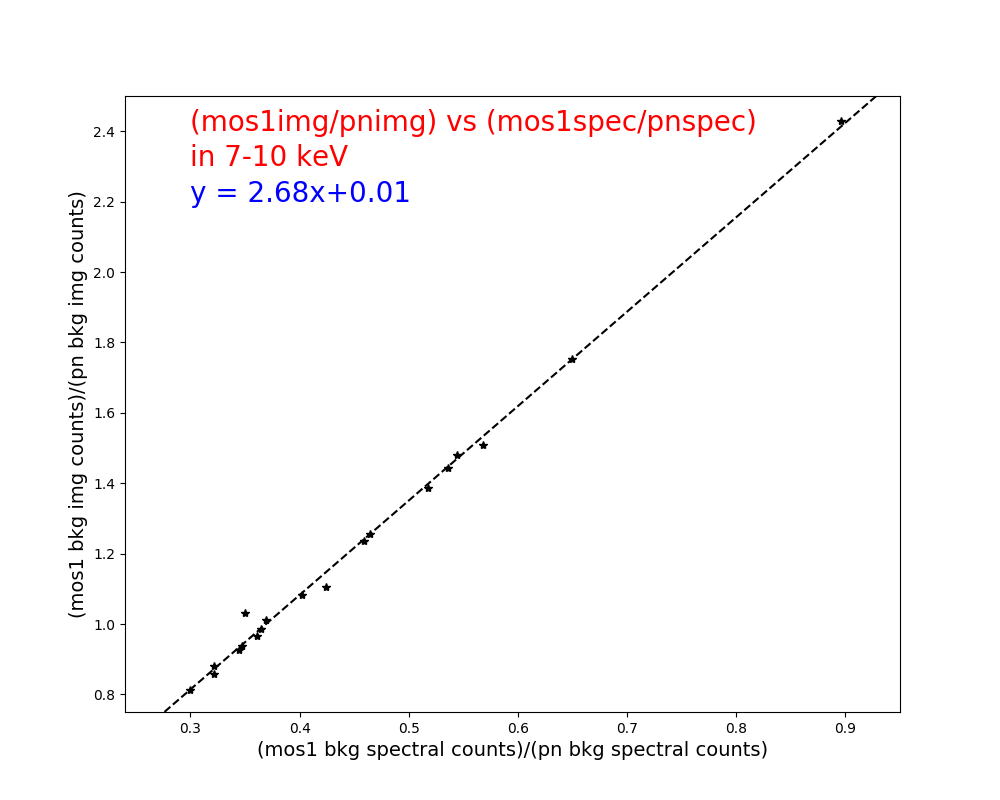 (mos1img/pnimg) vs (mos1spec/pnspec)
in 7-10 keV
y = 2.68x+0.01
(mos1 bkg img counts)/(pn bkg img counts)
2.4
2.2
2.0
1.8
1.6
1.4
1.2
1.0
0.8
0.3 0.4 0.5 0.6 0.7 0.8 0.9
(mos1 bkg spectral counts)/(pn bkg spectral counts)